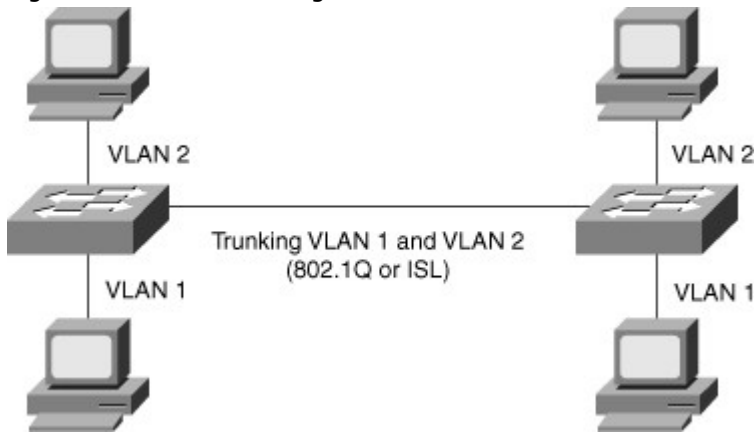 VLAN 2
VLAN 2
Trunking VLAN 1 and VLAN 2
(802.1Q or ISL)
VLAN 1
VLAN 1